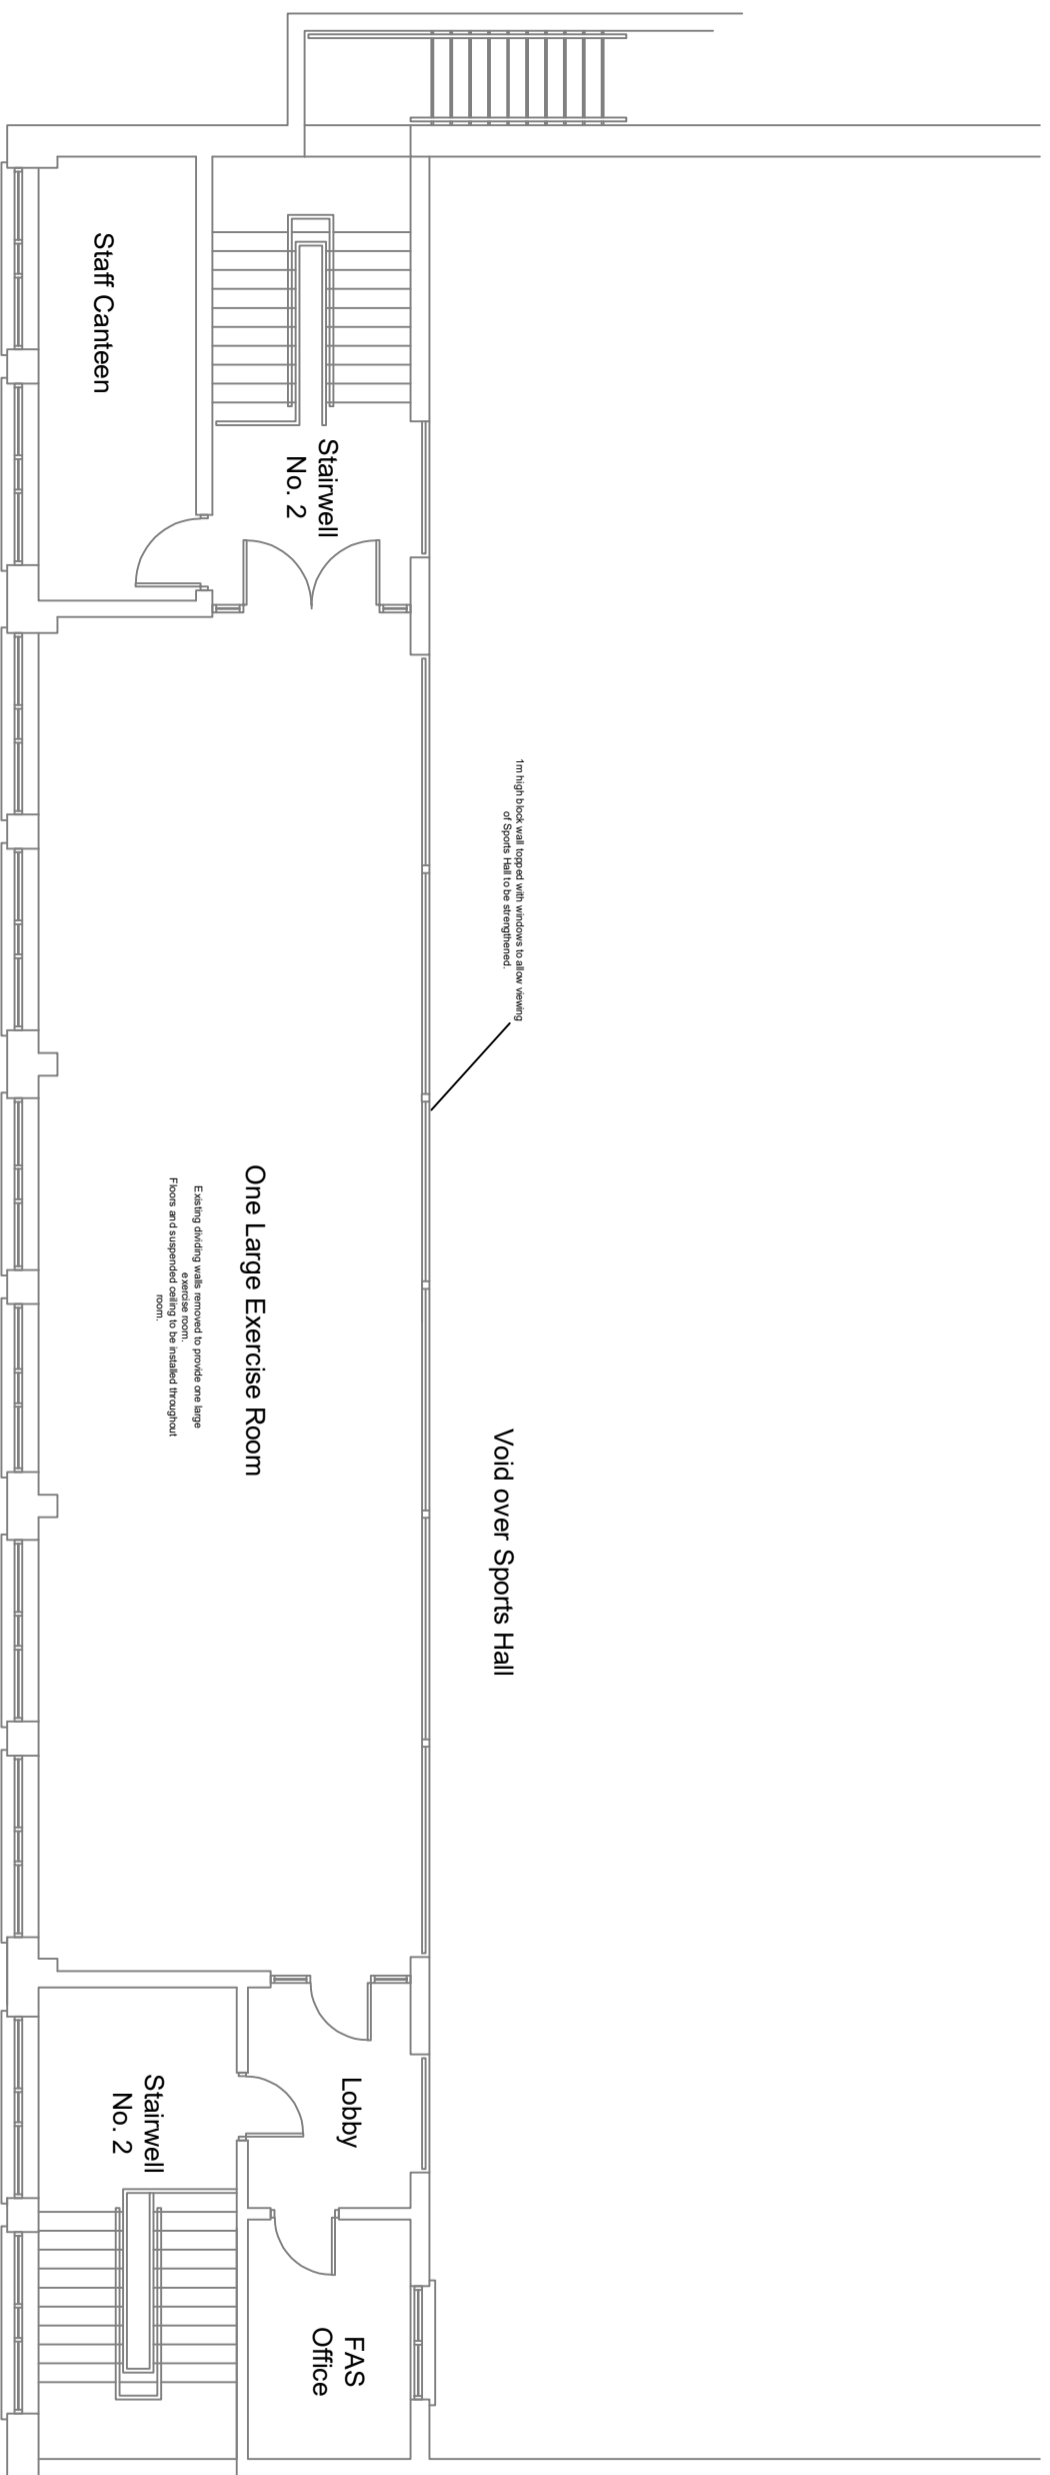 Staff Canteen
Stairwell
No. 2
1m high block wall topped with windows to allow viewing
of Sports Hall to be strengthened.
One Large Exercise Room
Existing dividing walls removed to provide one large
exercise room.
Floors and suspended ceiling to be installed throughout
room.
Void over Sports Hall
Lobby
Stairwell
No. 2
FAS
Office